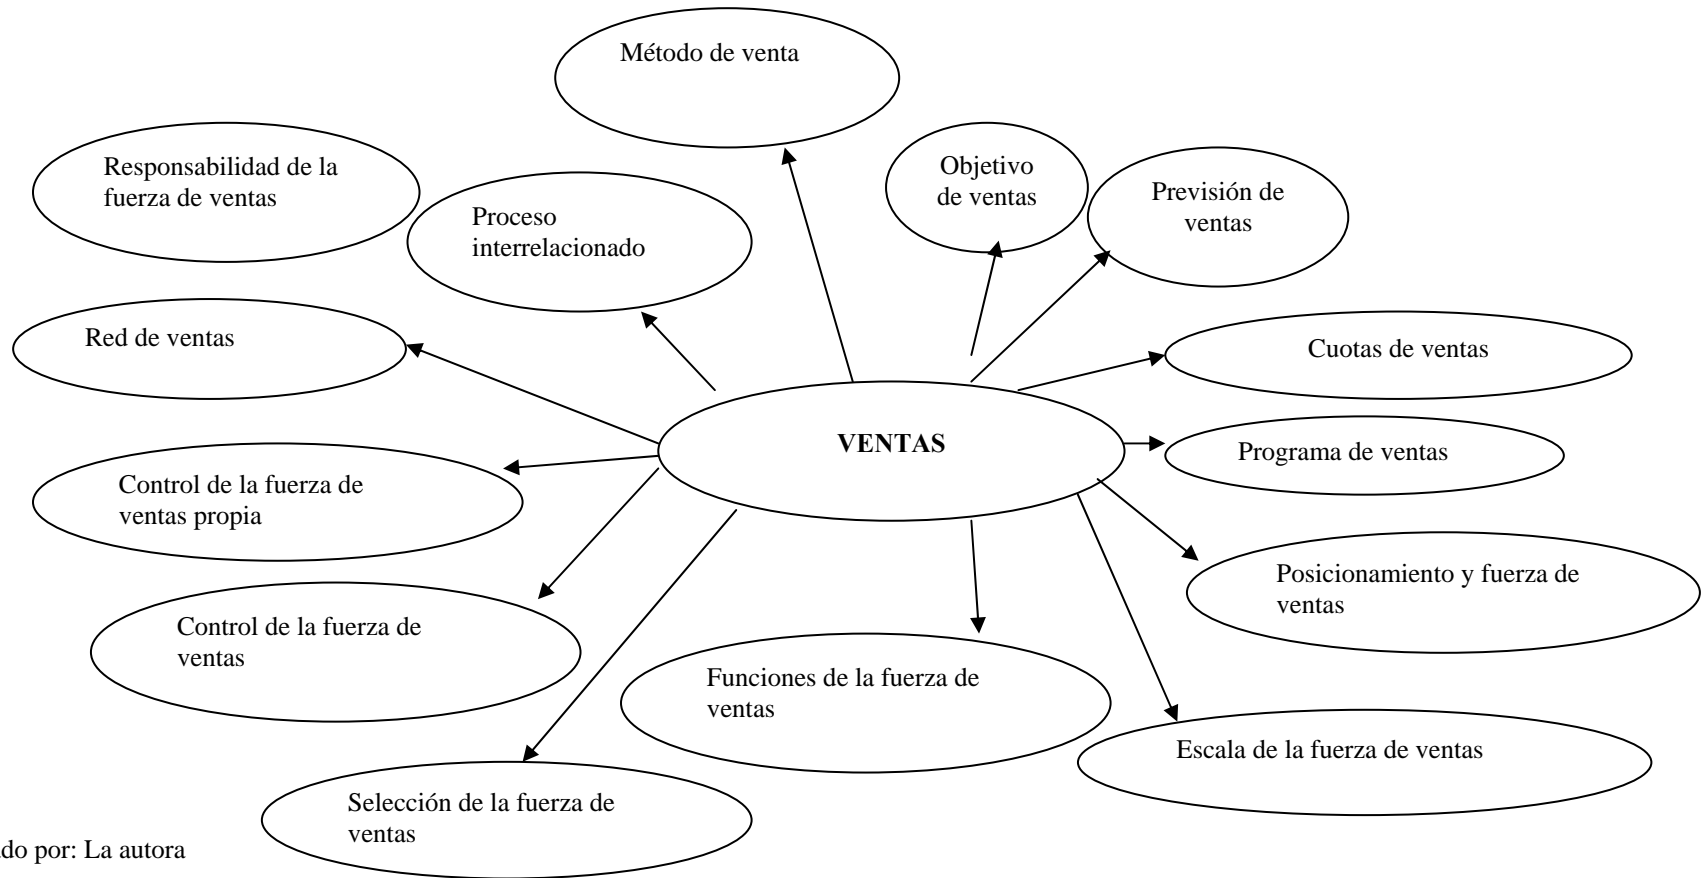 Método de venta
Responsabilidad de la
fuerza de ventas
Proceso
interrelacionado
Objetivo
de ventas
Previsión de
ventas
Red de ventas
Cuotas de ventas
VENTAS
Programa de ventas
Control de la fuerza de
ventas propia
Posicionamiento y fuerza de
ventas
Control de la fuerza de
ventas
Funciones de la fuerza de
ventas
Escala de la fuerza de ventas
Selección de la fuerza de
ventas
por: La autora